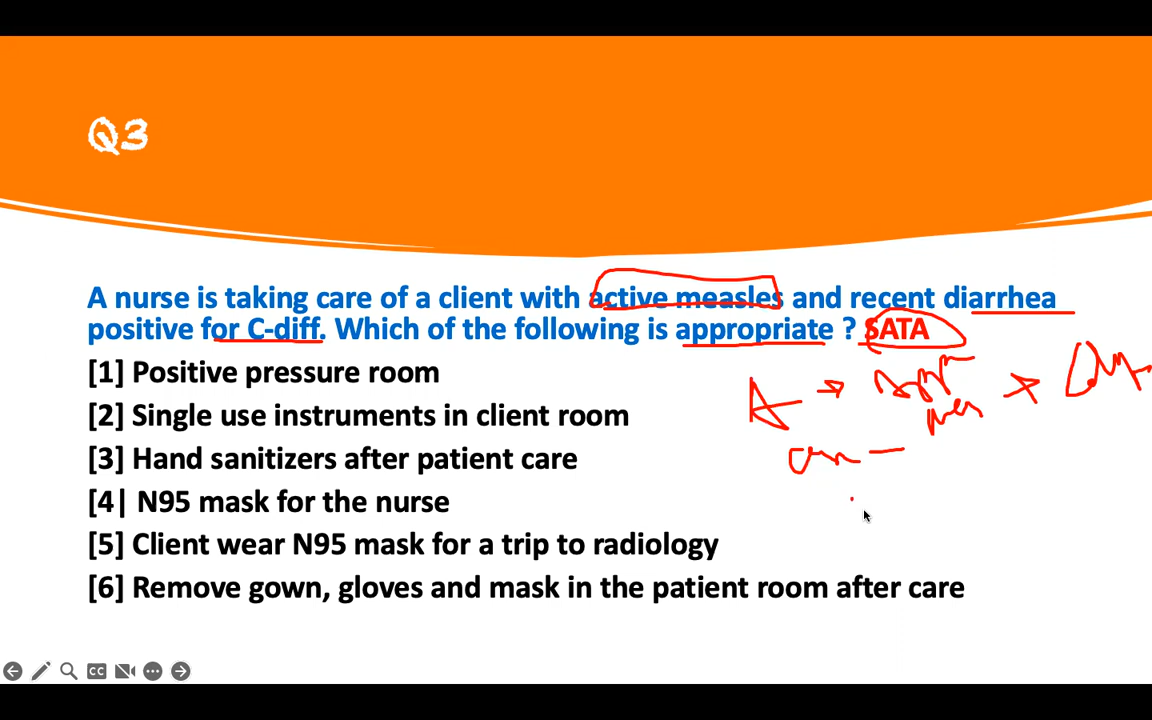 Q3
A nurse is taking care of a client with active measles and recent diarrhea
positive for C-diff. Which of the following is appropriate ? SATA
[1] Positive pressure room
[2] Single use instruments in client room
[3] Hand sanitizers after patient care
[4| N95 mask for the nurse
[5] Client wear N95 mask for a trip to radiology
[6] Remove gown, gloves and mask in the patient room after care
A
CC